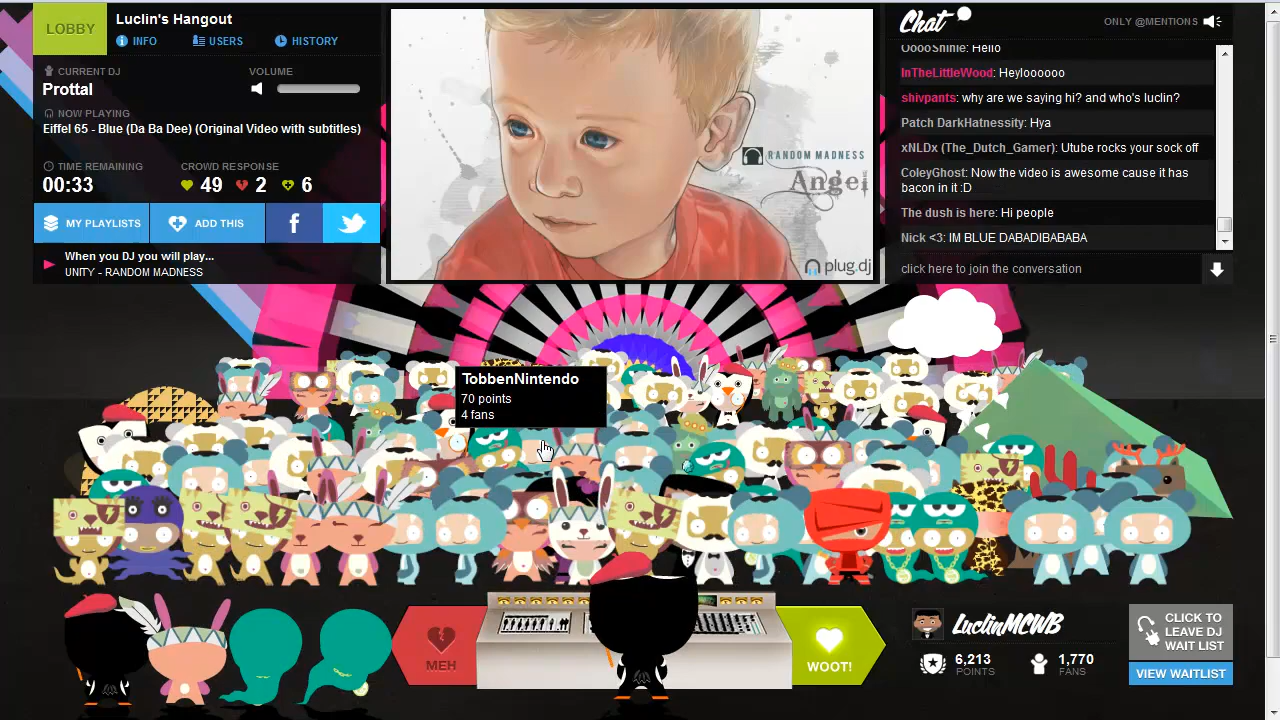 LOBBY
Luclin's Hangout
INFO
USERS
HISTORY
CURRENT DJ
Prottal
VOLUME
NOW PLAYING
Eiffel 65 - Blue (Da Ba Dee) (Original Video with subtitles)
TIME REMAINING
00:33
CROWD RESPONSE
49 2 6
MY PLAYLISTS
ADD THIS
When you DJ you will play...
UNITY - RANDOM MADNESS
RANDOM MADNESS
Angel
plug.dj
Chat
ONLY @MENTIONS
OoooShinie: Hello
InTheLittleWood: Heyloooooo
shivpants: why are we saying hi? and who's luclin?
Patch DarkHatnessity: Hya
xNLDx (The_Dutch_Gamer): Utube rocks your sock off
ColeyGhost: Now the video is awesome cause it has
bacon in it :D
The dush is here: Hi people
Nick <3: IM BLUE DABADIBABABA
click here to join the conversation
TobbenNintendo
70 points
4 fans
MEH
WOOT!
LuclinMCWB
6,213
POINTS
1,770
FANS
CLICK TO
LEAVE DJ
WAIT LIST
VIEW WAITLIST